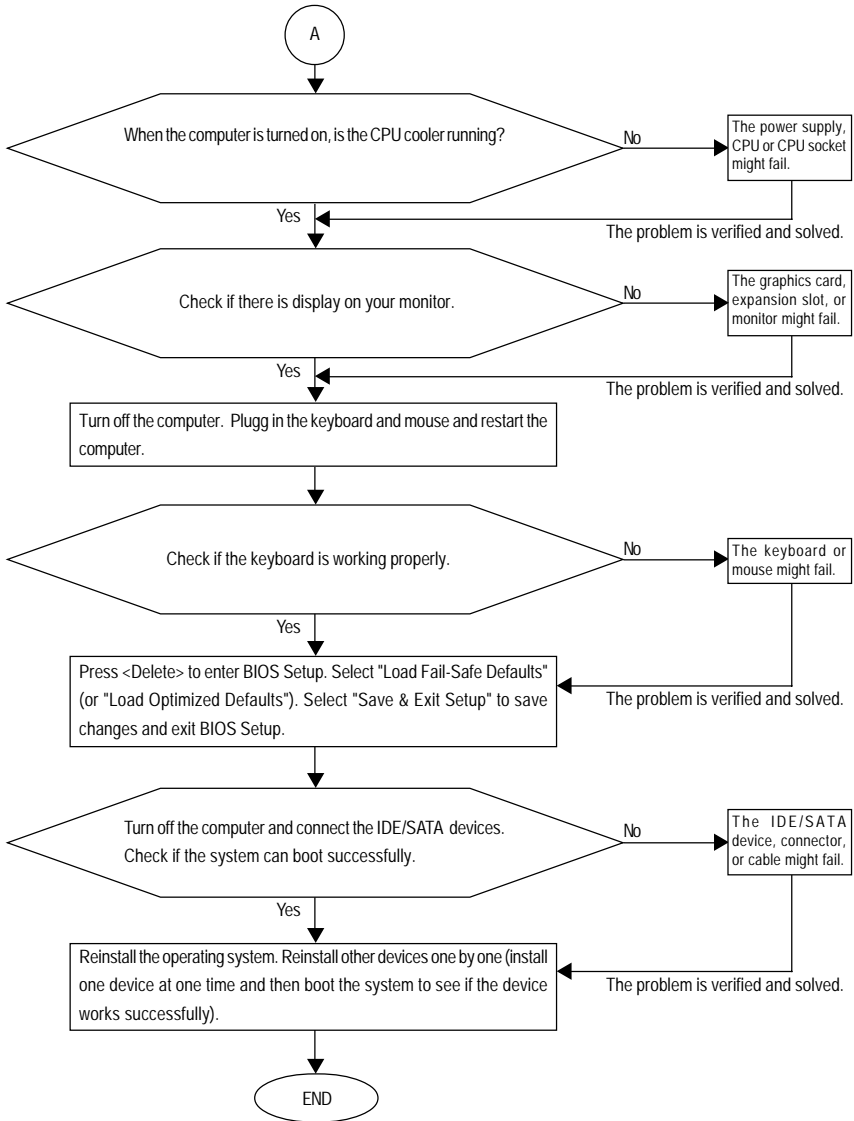 A
When the computer is turned on, is the CPU cooler running?
No
The power supply,
CPU or CPU socket
might fail.
Yes
The problem is verified and solved.
Check if there is display on your monitor.
No
The graphics card,
expansion slot, or
monitor might fail.
Yes
The problem is verified and solved.
Turn off the computer. Plugg in the keyboard and mouse and restart the
computer.
Check if the keyboard is working properly.
No
The keyboard or
mouse might fail.
Yes
Press <Delete> to enter BIOS Setup. Select "Load Fail-Safe Defaults"
(or "Load Optimized Defaults"). Select "Save & Exit Setup" to save
changes and exit BIOS Setup.
The problem is verified and solved.
Turn off the computer and connect the IDE/SATA devices.
Check if the system can boot successfully.
No
The IDE/SATA
device, connector,
or cable might fail.
Yes
Reinstall the operating system. Reinstall other devices one by one (install
one device at one time and then boot the system to see if the device
works successfully).
The problem is verified and solved.
END